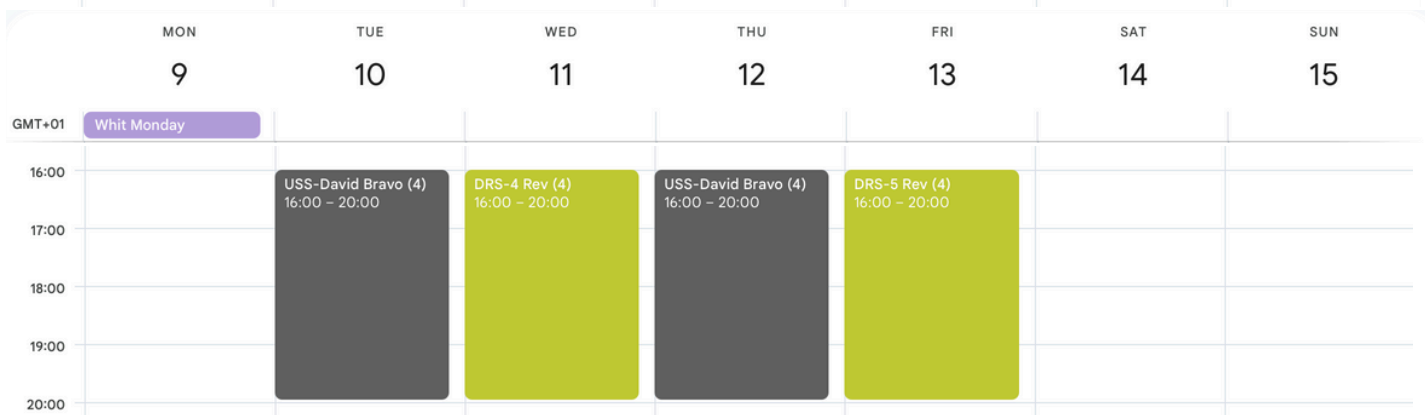 MON TUE WED THU FRI SAT SUN
9 10 11 12 13 14 15
GMT+01 Whit Monday
16:00
USS-David Bravo (4) DRS-4 Rev (4) USS-David Bravo (4) DRS-5 Rev (4)
16:00 – 20:00 16:00 – 20:00 16:00 – 20:00 16:00 – 20:00
17:00
18:00
19:00
20:00